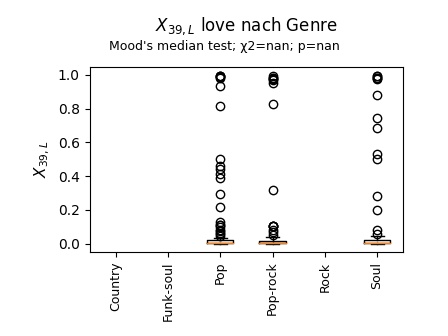 X39,L love nach Genre
Mood's median test; χ2=nan; p=nan
X39,L
1.0
0.8
0.6
0.4
0.2
0.0
Country
Funk-soul
Pop
Pop-rock
Rock
Soul